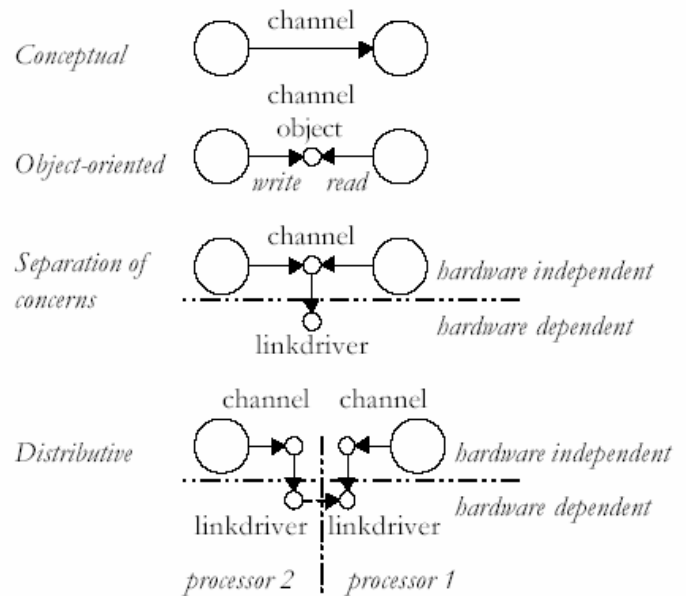 channel
Conceptual
channel
object
Object-oriented
write read
Separation of
concerns
channel
hardware independent
hardware dependent
linkdriver
channel channel
Distributive
hardware independent
hardware dependent
linkdriver linkdriver
processor 2 processor 1